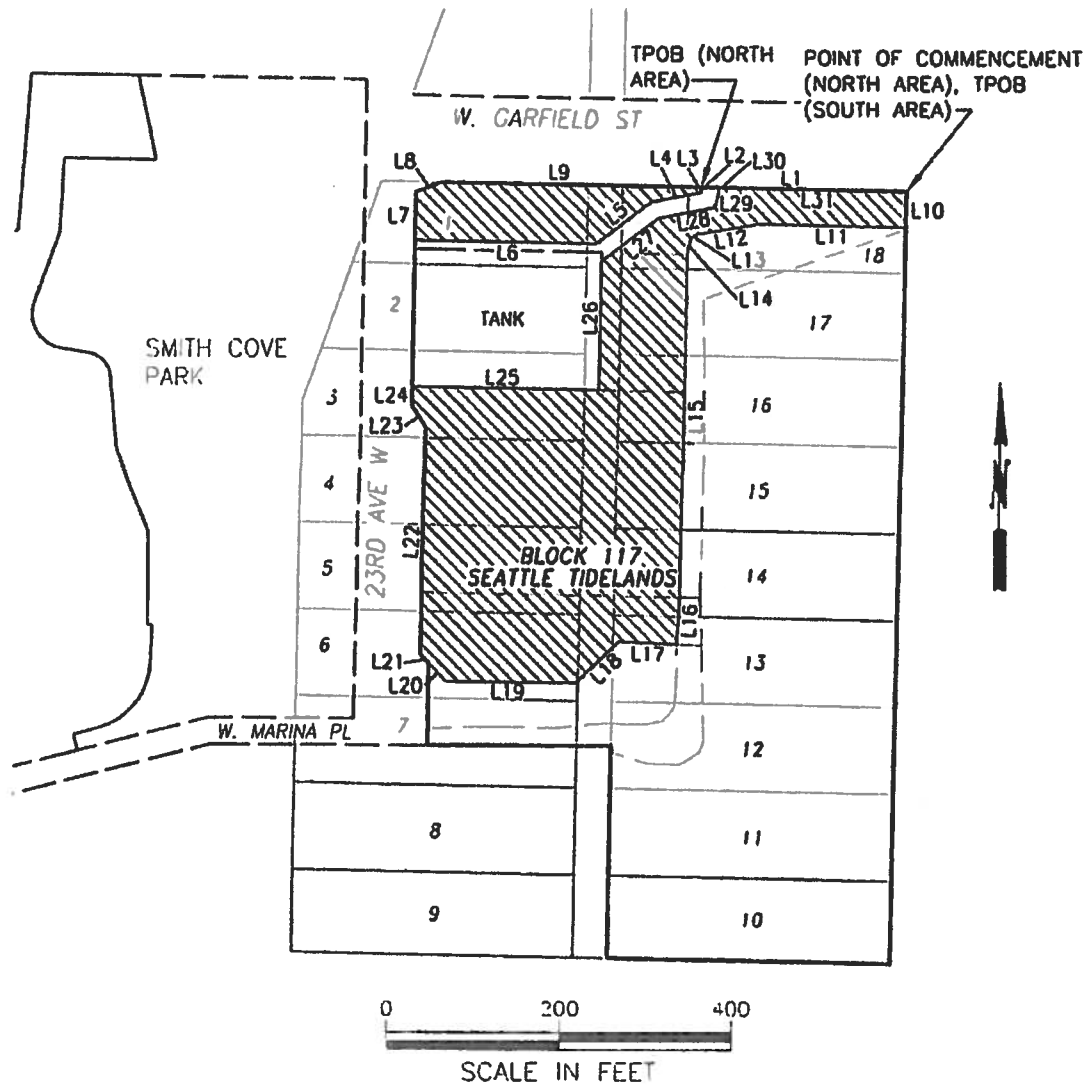 TPOB (NORTH
AREA)
POINT OF COMMENCEMENT
(NORTH AREA), TPOB
(SOUTH AREA)
W. GARFIELD ST
L8
L9
L4
L3
L2
L30
L1
L7
1
L5
L29
L31
L10
L28
L6
L27
L12
L11
L13
18
L14
2
TANK
L26
17
SMITH COVE
PARK
L25
3
L24
L23
L15
16
N
4
23RD AVE W
L22
15
BLOCK 117
SEATTLE TIDELANDS
5
14
6
L16
L21
L20
L18
L17
13
L19
W. MARINA PL
7
12
8
11
9
10
0
200
400
SCALE IN FEET